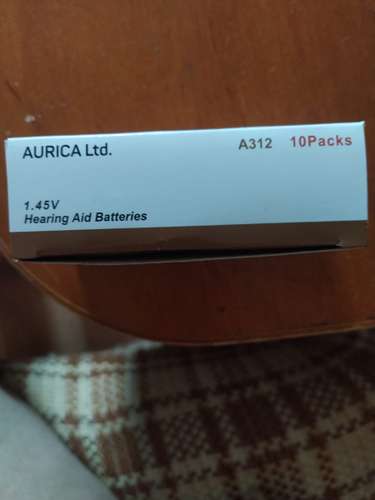 AURICA Ltd.
A312 10Packs
1.45V
Hearing Aid Batteries